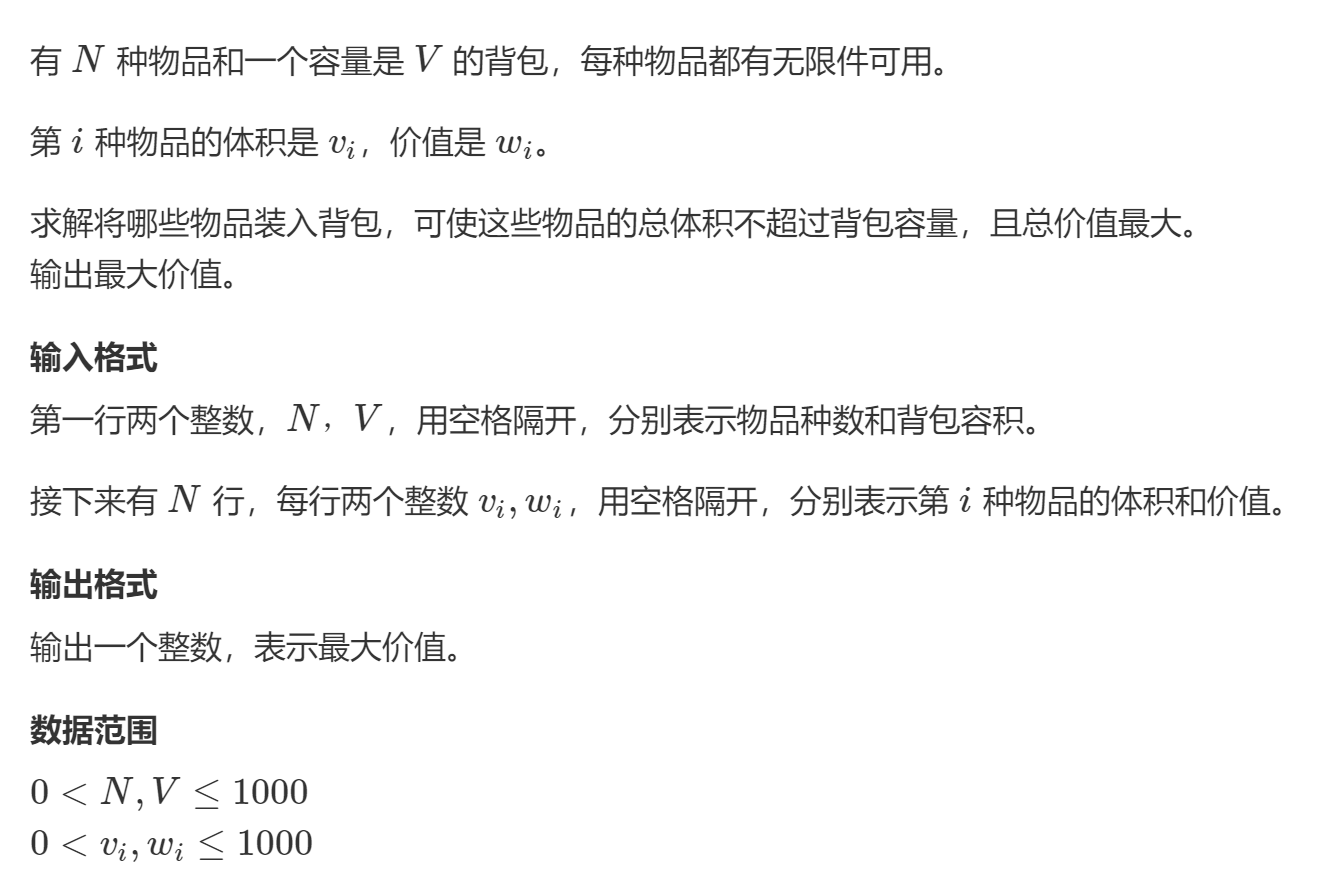 有 N 种物品和一个容量是 V 的背包，每种物品都有无限件可用。
第 i 种物品的体积是 vᵢ，价值是 wᵢ。
求解将哪些物品装入背包，可使这些物品的总体积不超过背包容量，且总价值最大。
输出最大价值。
输入格式
第一行两个整数，N，V，用空格隔开，分别表示物品种数和背包容积。
接下来有 N 行，每行两个整数 vᵢ, wᵢ，用空格隔开，分别表示第 i 种物品的体积和价值。
输出格式
输出一个整数，表示最大价值。
数据范围
0 < N, V ≤ 1000
0 < vᵢ, wᵢ ≤ 1000